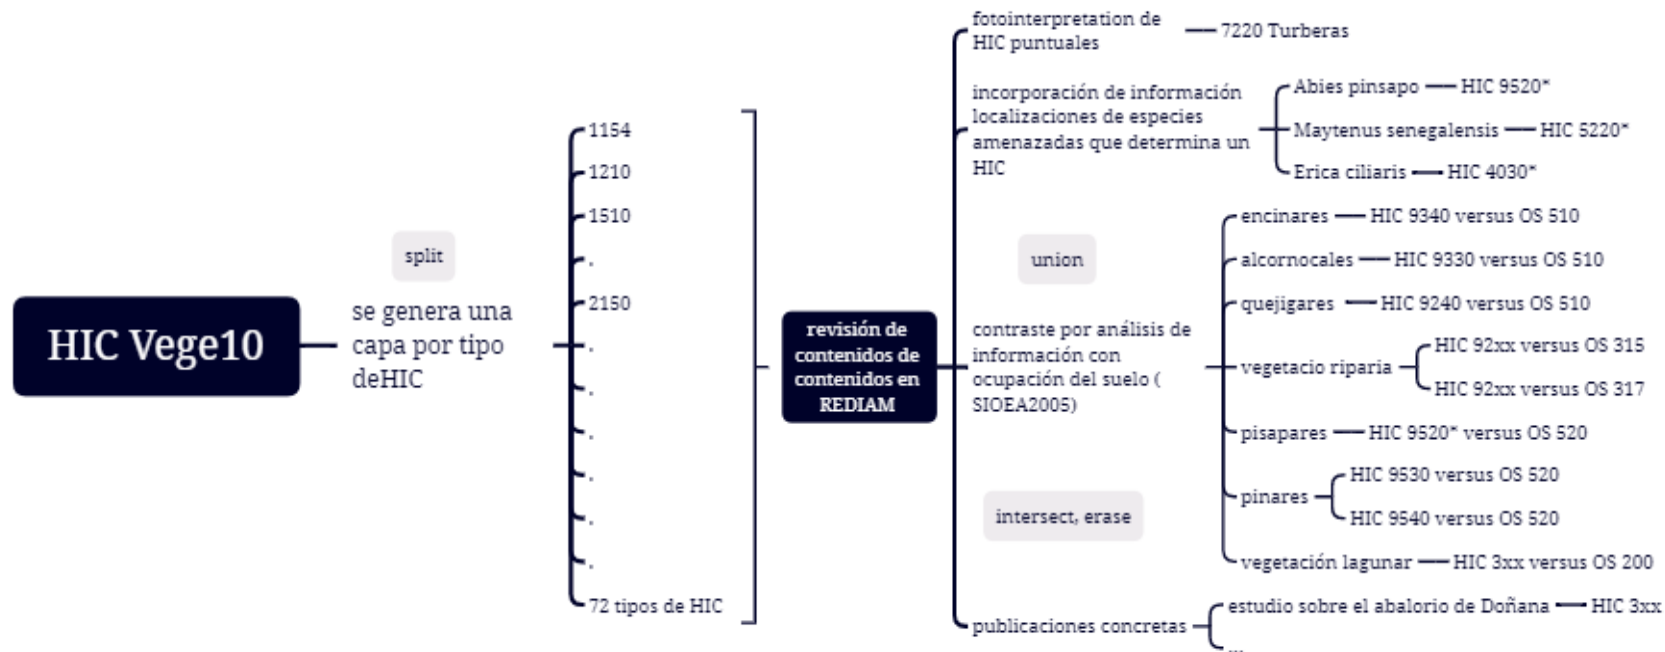 HIC Vege10
split
se genera una
capa por tipo
deHIC
1154
1210
1510
.
2150
.
.
.
.
.
.
72 tipos de HIC
revisión de
contenidos de
contenidos en
REDIAM
fotointerpretation de
HIC puntuales
7220 Turberas
incorporación de información
localizaciones de especies
amenazadas que determina un
HIC
Abies pinsapo
HIC 9520*
Maytenus senegalensis
HIC 5220*
Erica ciliaris
HIC 4030*
union
contraste por análisis de
información con
ocupación del suelo (
SIOEA2005)
intersect, erase
encinares
HIC 9340 versus OS 510
alcornocales
HIC 9330 versus OS 510
quejigares
HIC 9240 versus OS 510
vegetacio riparia
HIC 92xx versus OS 315
HIC 92xx versus OS 317
pisapares
HIC 9520* versus OS 520
pinares
HIC 9530 versus OS 520
HIC 9540 versus OS 520
vegetación lagunar
HIC 3xx versus OS 200
publicaciones concretas
estudio sobre el abalorio de Doñana
HIC 3xx
...